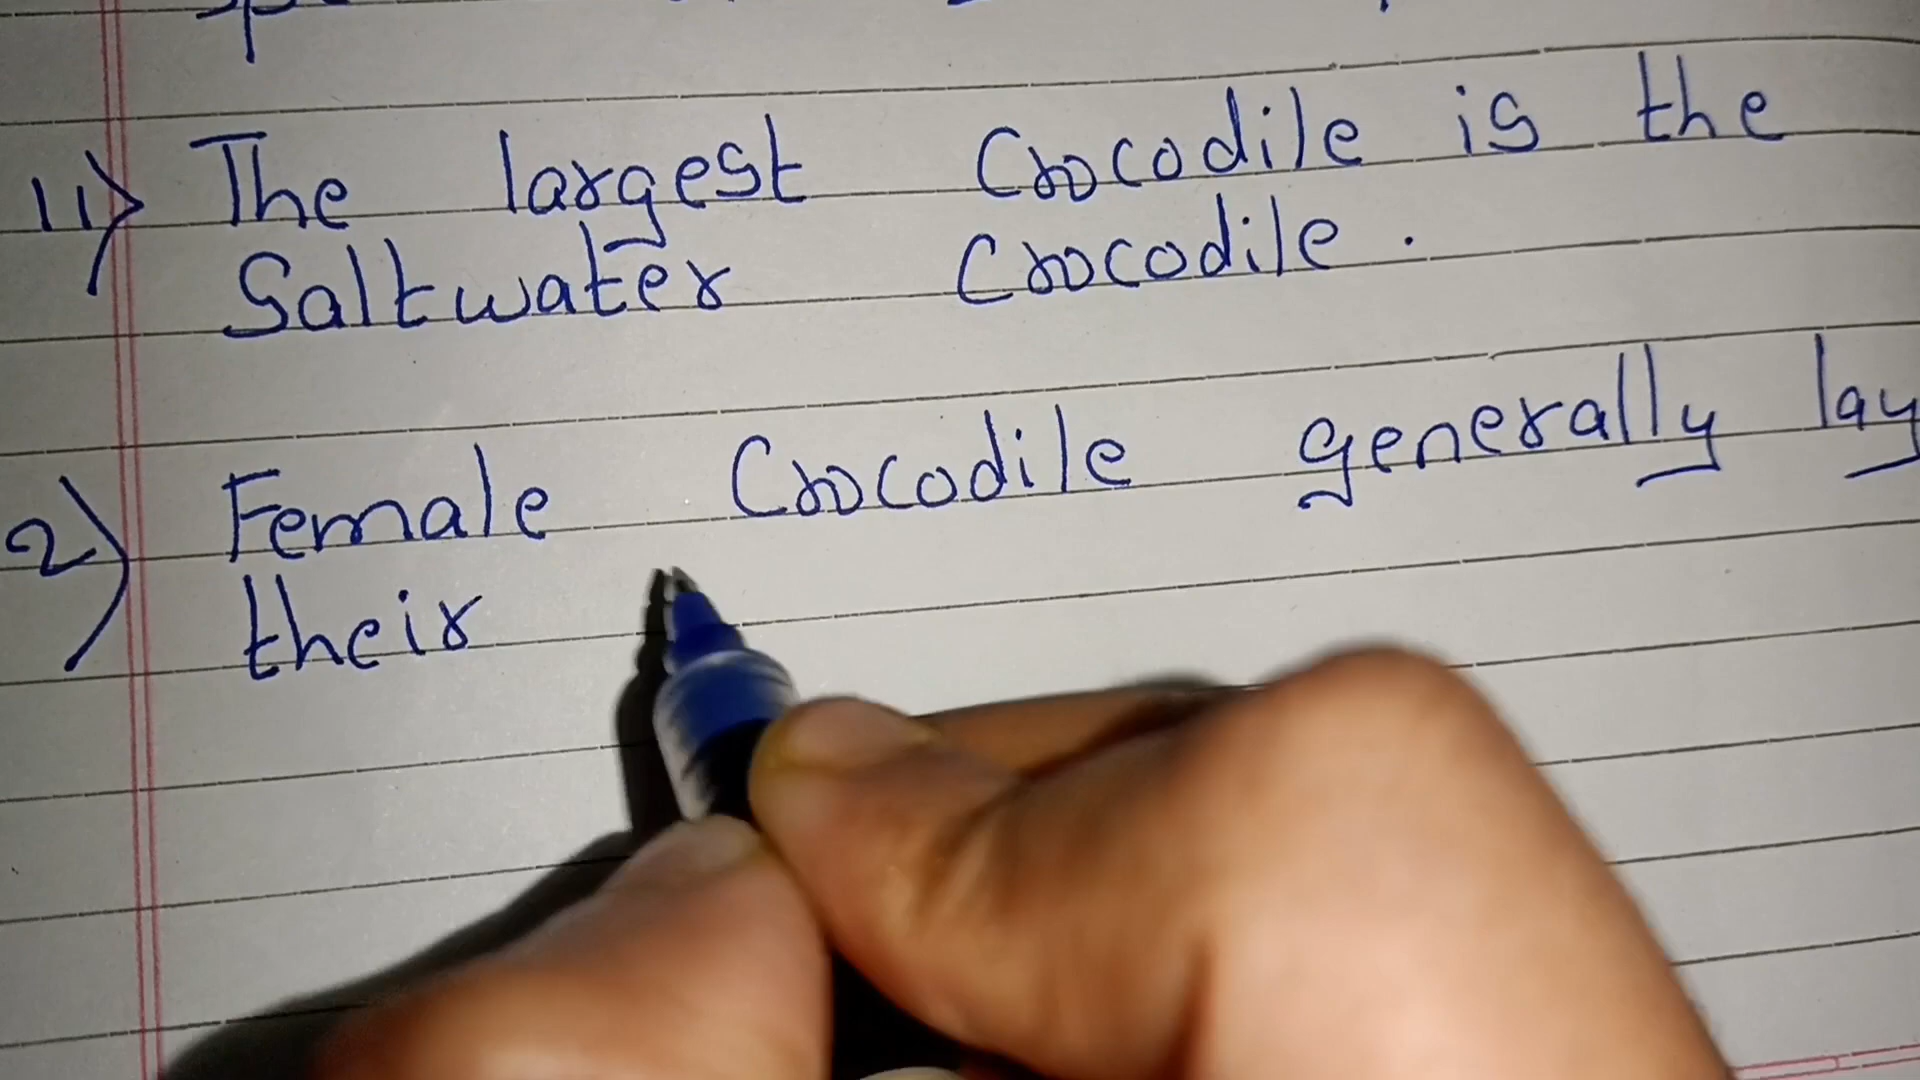 11) The largest Crocodile is the
Saltwater Crocodile.
2) Female Crocodile generally lay
their